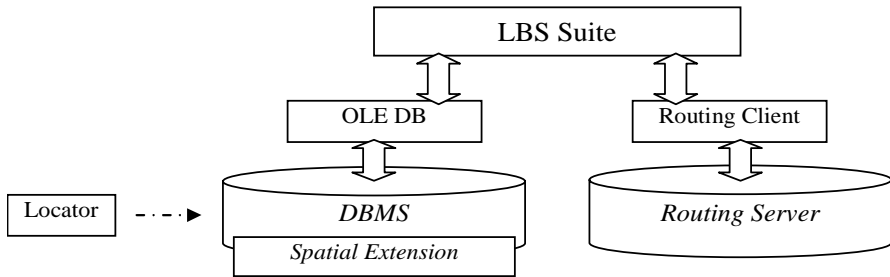 LBS Suite
OLE DB
Routing Client
Locator
DBMS
Routing Server
Spatial Extension